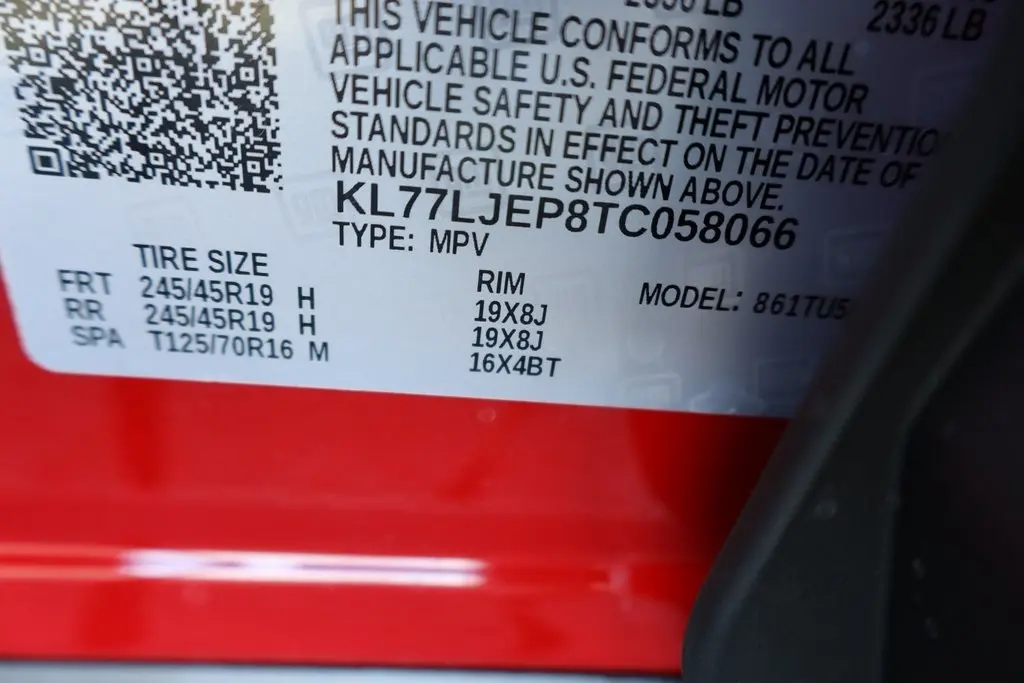 2336 LB
THIS VEHICLE CONFORMS TO ALL
APPLICABLE U.S. FEDERAL MOTOR
VEHICLE SAFETY AND THEFT PREVENTIO
STANDARDS IN EFFECT ON THE DATE OF
MANUFACTURE SHOWN ABOVE.
KL77LJEP8TC058066
TYPE: MPV
TIRE SIZE RIM
FRT 245/45R19 H 19X8J MODEL: 861TU5
RR 245/45R19 H 19X8J
SPA T125/70R16 M 16X4BT